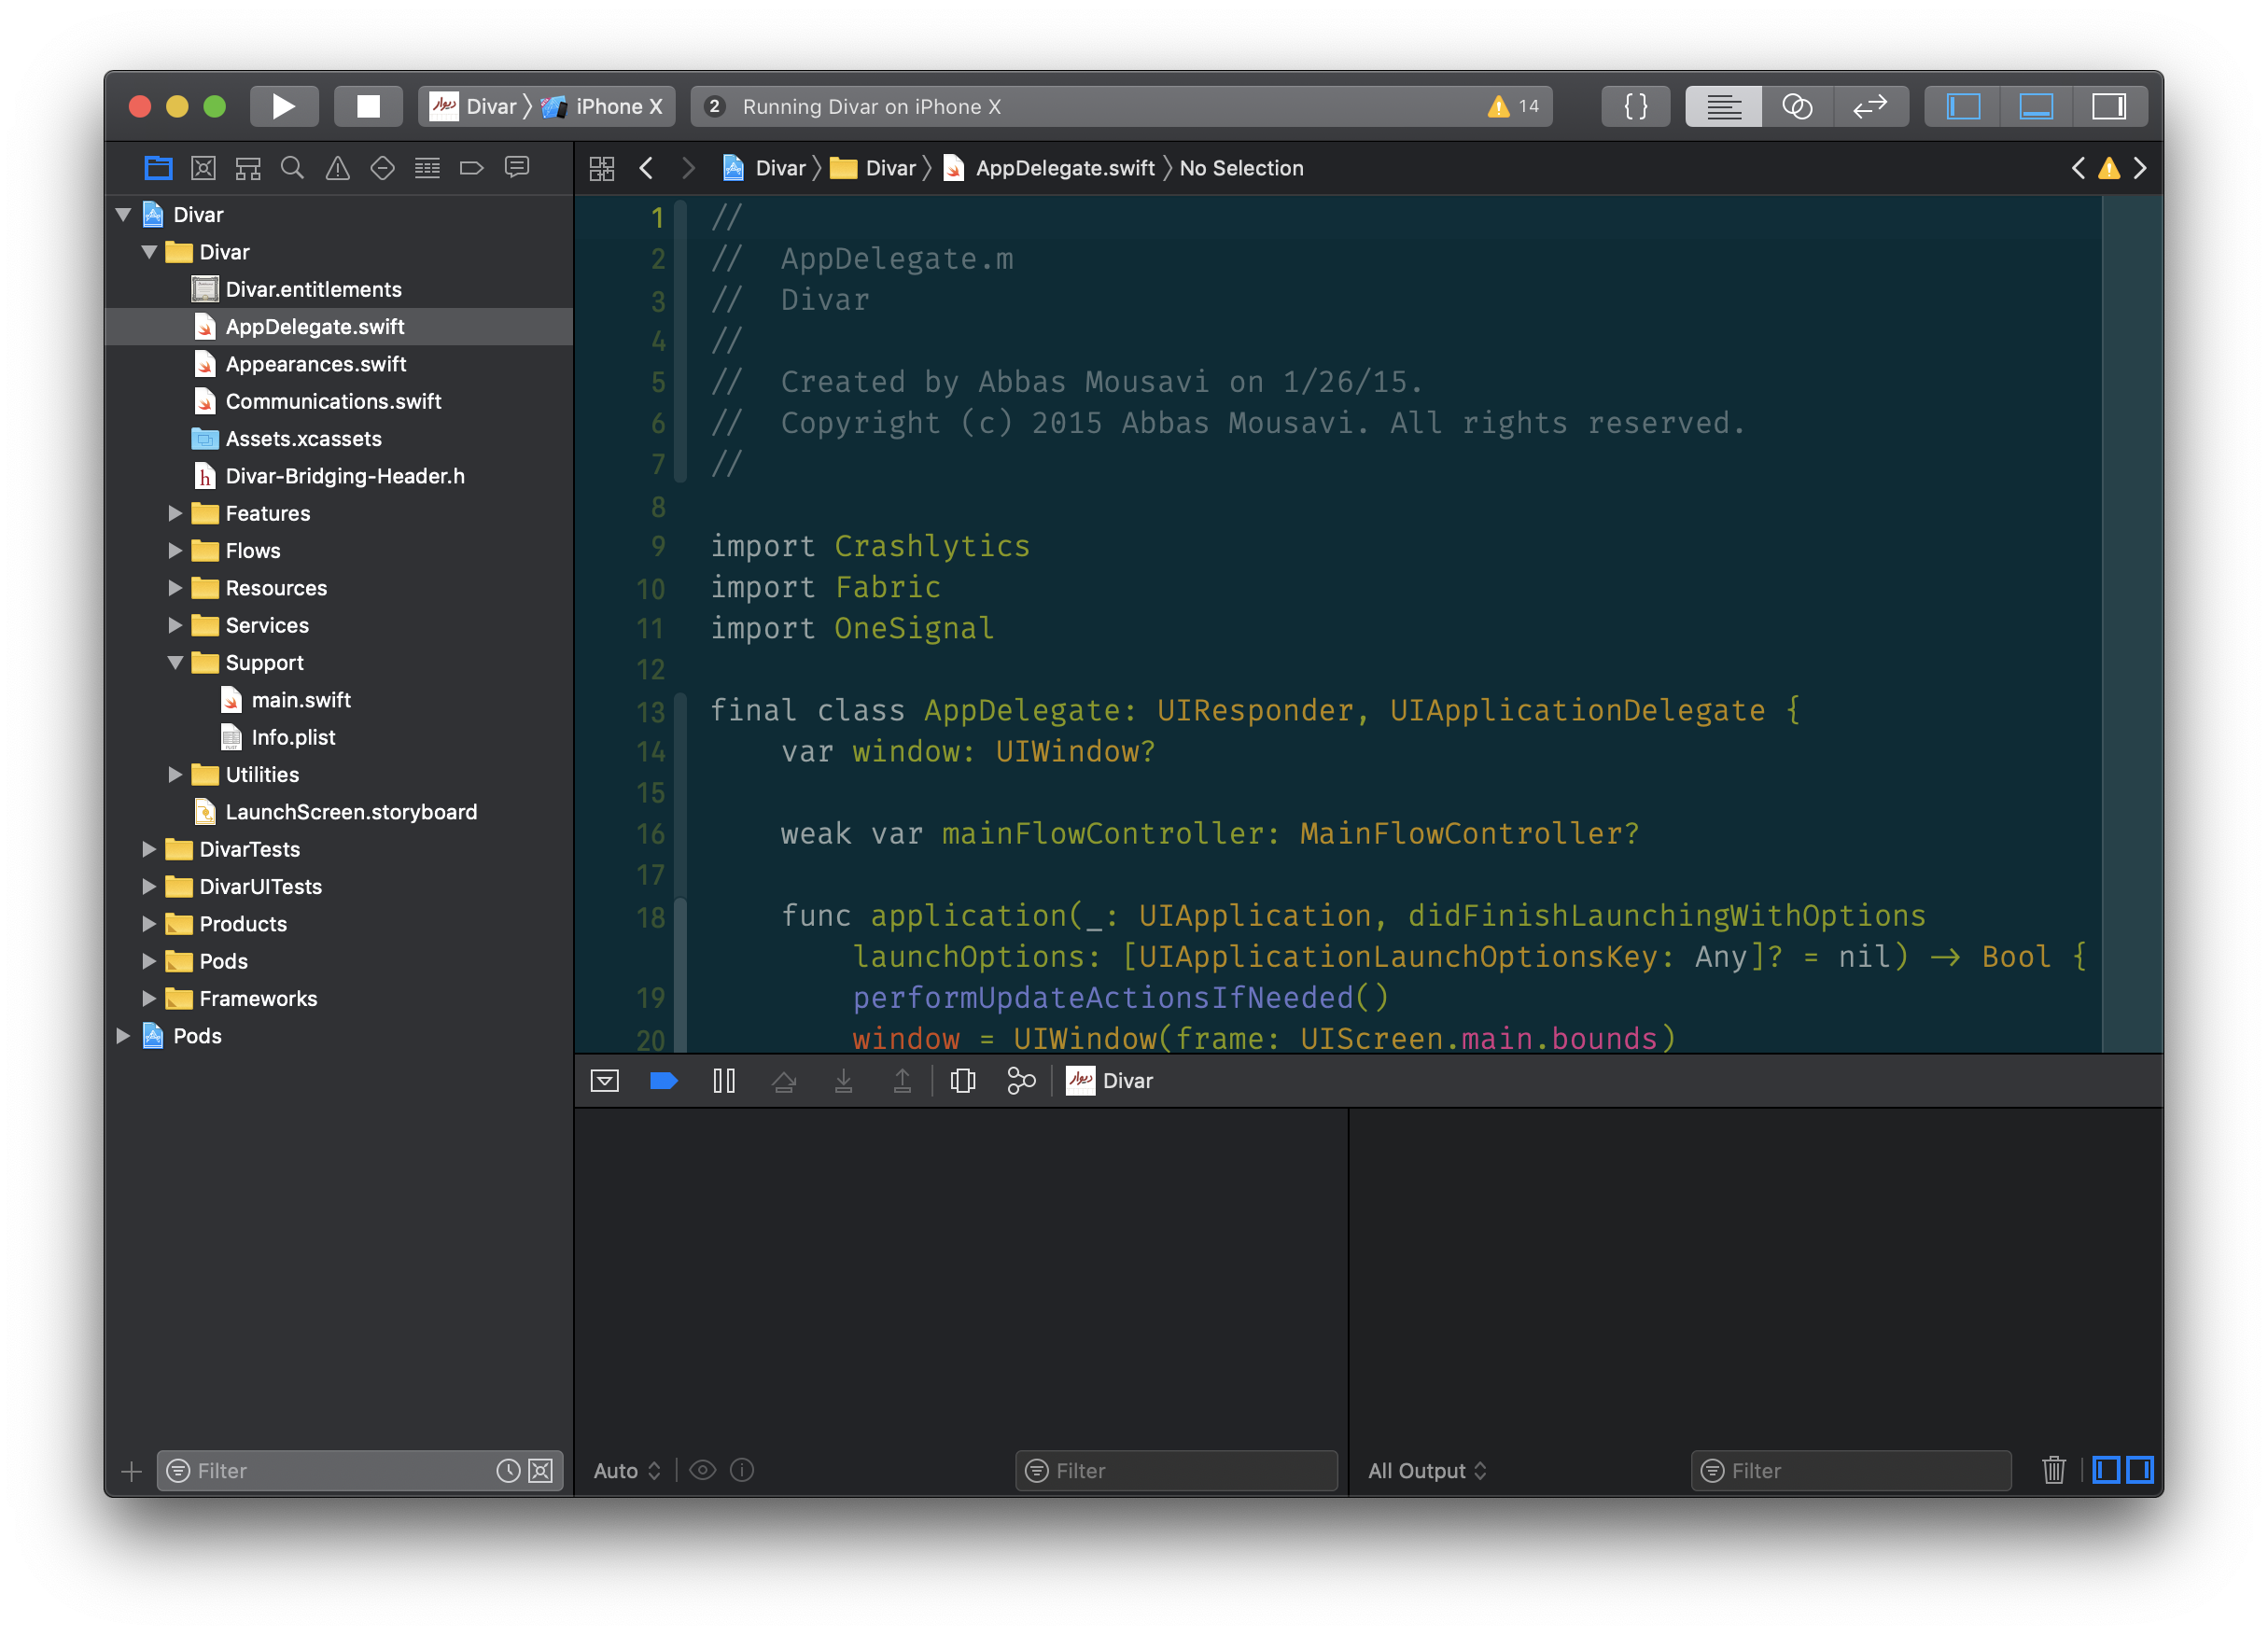 دیوار Divar iPhone X
2 Running Divar on iPhone X 14
{ }
Divar Divar AppDelegate.swift No Selection
Divar
Divar
Divar.entitlements
AppDelegate.swift
Appearances.swift
Communications.swift
Assets.xcassets
h Divar-Bridging-Header.h
Features
Flows
Resources
Services
Support
main.swift
Info.plist
Utilities
LaunchScreen.storyboard
DivarTests
DivarUITests
Products
Pods
Frameworks
Pods
Filter
1 //
2 //  AppDelegate.m
3 //  Divar
4 //
5 //  Created by Abbas Mousavi on 1/26/15.
6 //  Copyright (c) 2015 Abbas Mousavi. All rights reserved.
7 //
8
9 import Crashlytics
10 import Fabric
11 import OneSignal
12
13 final class AppDelegate: UIResponder, UIApplicationDelegate {
14     var window: UIWindow?
15
16     weak var mainFlowController: MainFlowController?
17
18     func application(_: UIApplication, didFinishLaunchingWithOptions
launchOptions: [UIApplicationLaunchOptionsKey: Any]? = nil) -> Bool {
19         performUpdateActionsIfNeeded()
20         window = UIWindow(frame: UIScreen.main.bounds)
دیوار Divar
Auto Filter
All Output Filter